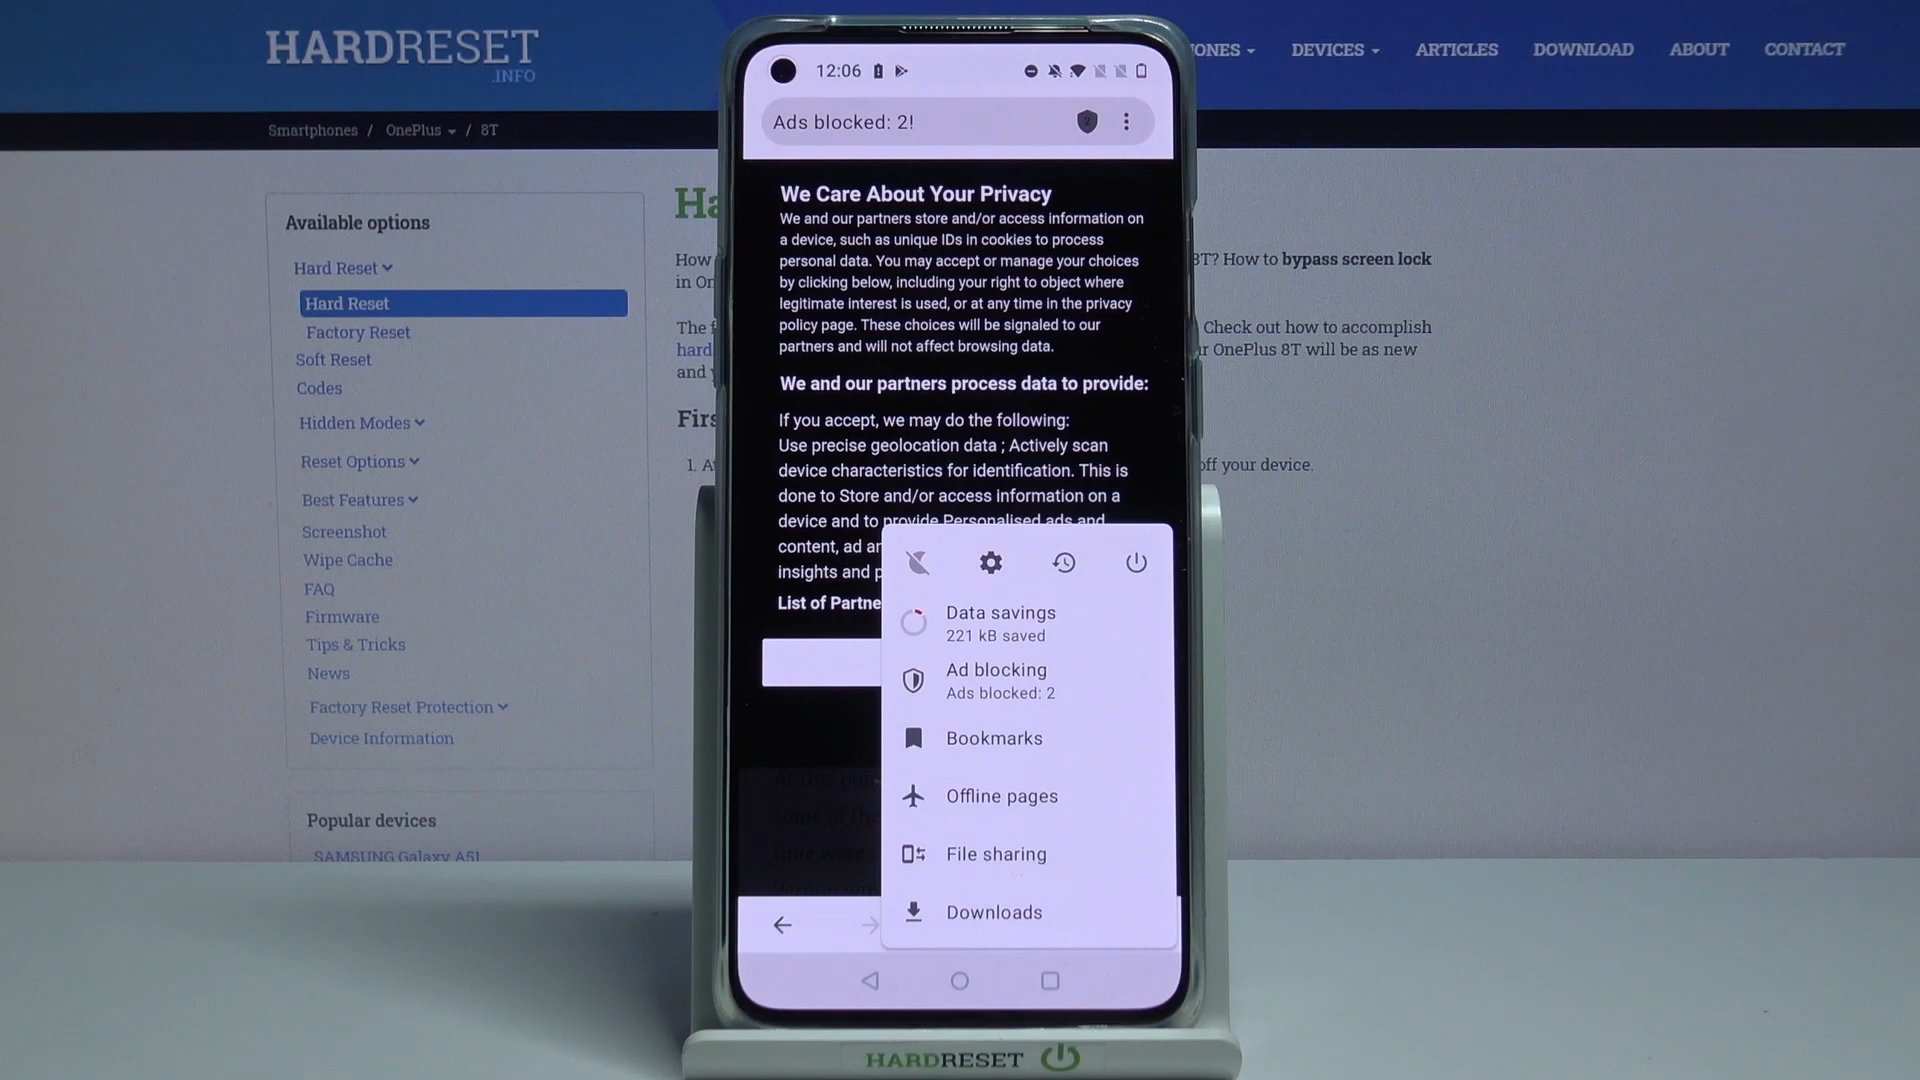 HARDRESET
.INFO
ONES
DEVICES
ARTICLES
DOWNLOAD
ABOUT
CONTACT
Smartphones / OnePlus / 8T
Available options
Hard Reset
Hard Reset
Factory Reset
Soft Reset
Codes
Hidden Modes
Reset Options
Best Features
Screenshot
Wipe Cache
FAQ
Firmware
Tips & Tricks
News
Factory Reset Protection
Device Information
Popular devices
SAMSUNG Galaxy A51
Ha
How
8T? How to bypass screen lock
in On
The f
Check out how to accomplish
hard
r OnePlus 8T will be as new
and y
Firs
1. A
off your device.
12:06
Ads blocked: 2!
2
We Care About Your Privacy
We and our partners store and/or access information on
a device, such as unique IDs in cookies to process
personal data. You may accept or manage your choices
by clicking below, including your right to object where
legitimate interest is used, or at any time in the privacy
policy page. These choices will be signaled to our
partners and will not affect browsing data.
We and our partners process data to provide:
If you accept, we may do the following:
Use precise geolocation data ; Actively scan
device characteristics for identification. This is
done to Store and/or access information on a
device and to provide Personalised ads and
content, ad
insights and p
List of Partne
Data savings
221 kB saved
Ad blocking
Ads blocked: 2
Bookmarks
Offline pages
File sharing
Downloads
At this poi
some of the
time were
HARDRESET